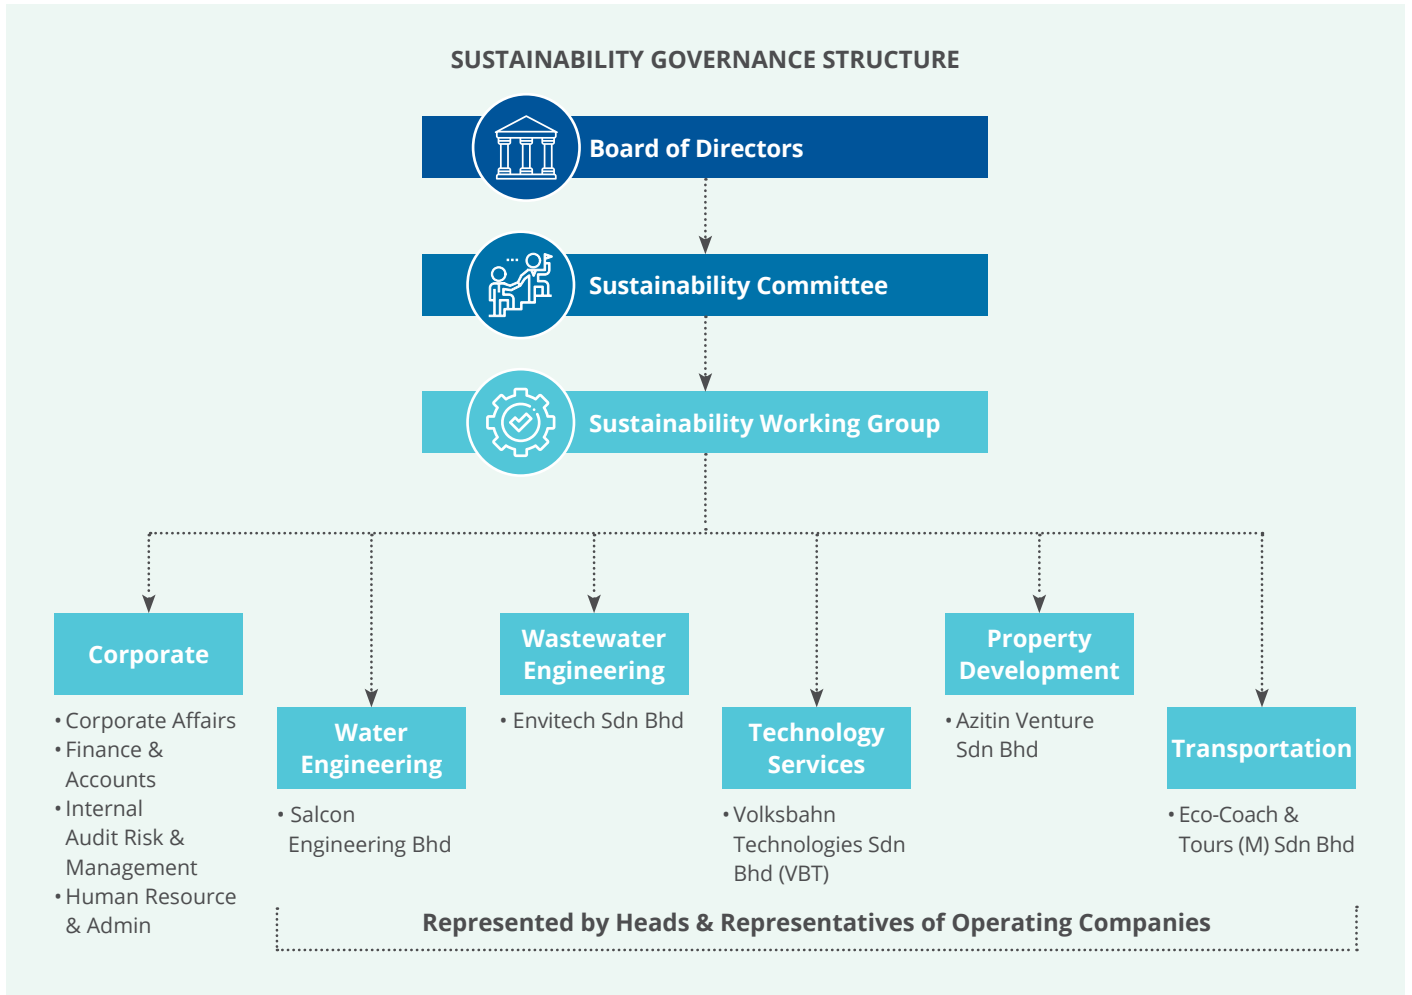 SUSTAINABILITY GOVERNANCE STRUCTURE
Board of Directors
Sustainability Committee
Sustainability Working Group
Corporate
• Corporate Affairs
• Finance &
Accounts
• Internal
Audit Risk &
Management
• Human Resource
& Admin
Water
Engineering
• Salcon
Engineering Bhd
Wastewater
Engineering
• Envitech Sdn Bhd
Technology
Services
• Volksbahn
Technologies Sdn
Bhd (VBT)
Property
Development
• Azitin Venture
Sdn Bhd
Transportation
• Eco-Coach &
Tours (M) Sdn Bhd
Represented by Heads & Representatives of Operating Companies